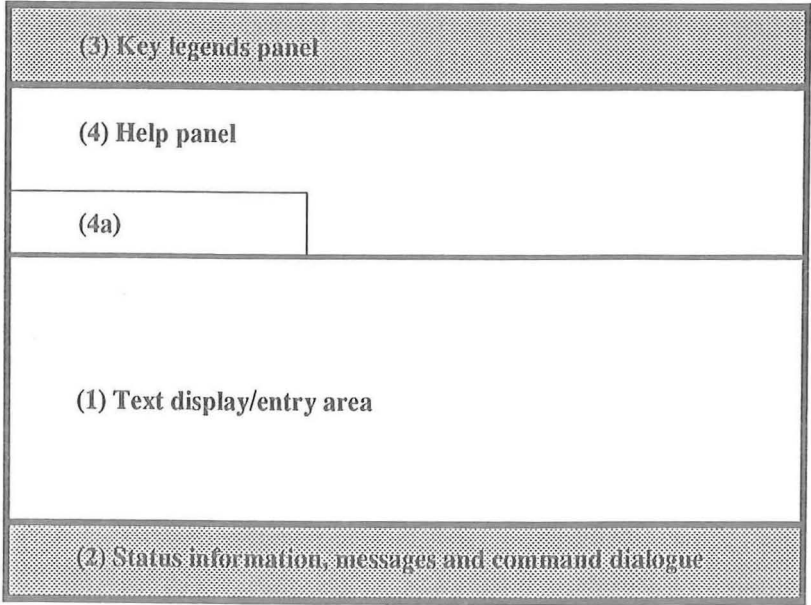 (3) Key legends panel
(4) Help panel
(4a)
(1) Text display/entry area
(2) Status information, messages and command dialogue